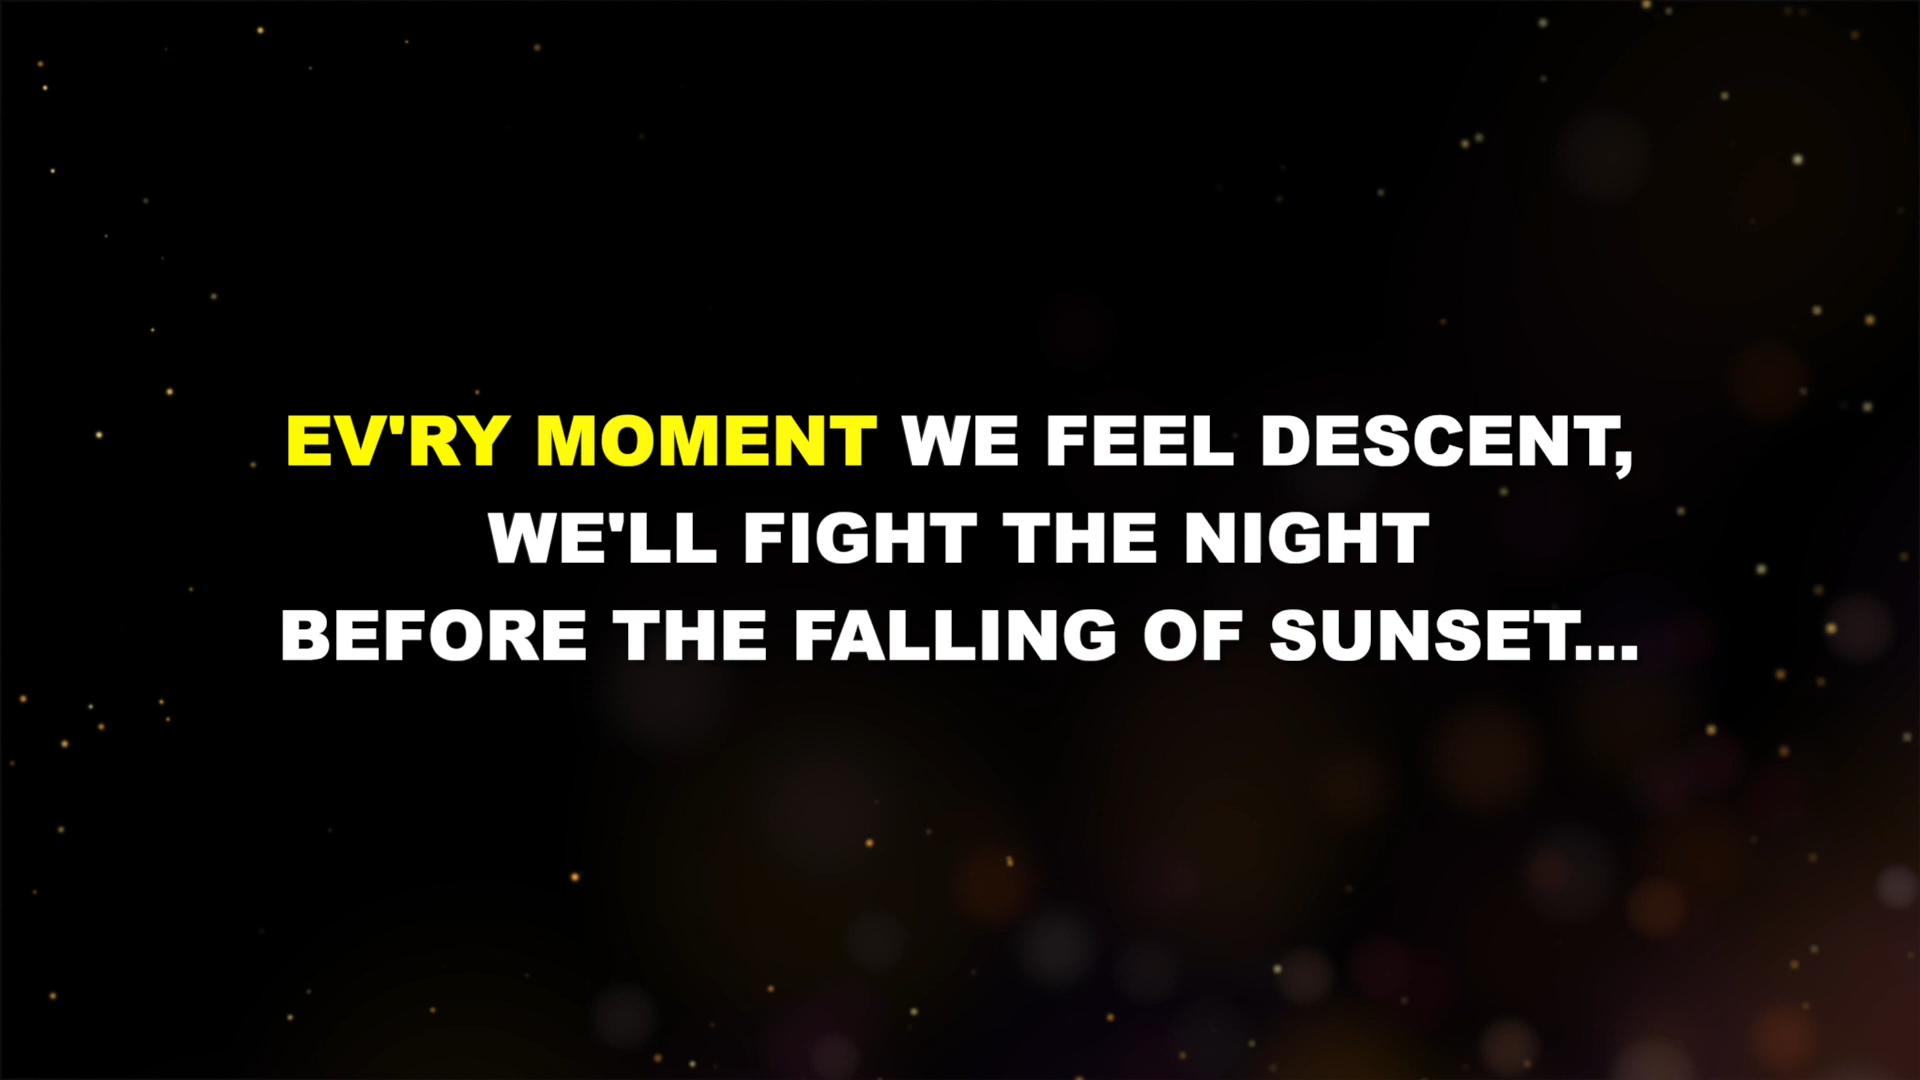 EV'RY MOMENT WE FEEL DESCENT,
WE'LL FIGHT THE NIGHT
BEFORE THE FALLING OF SUNSET...